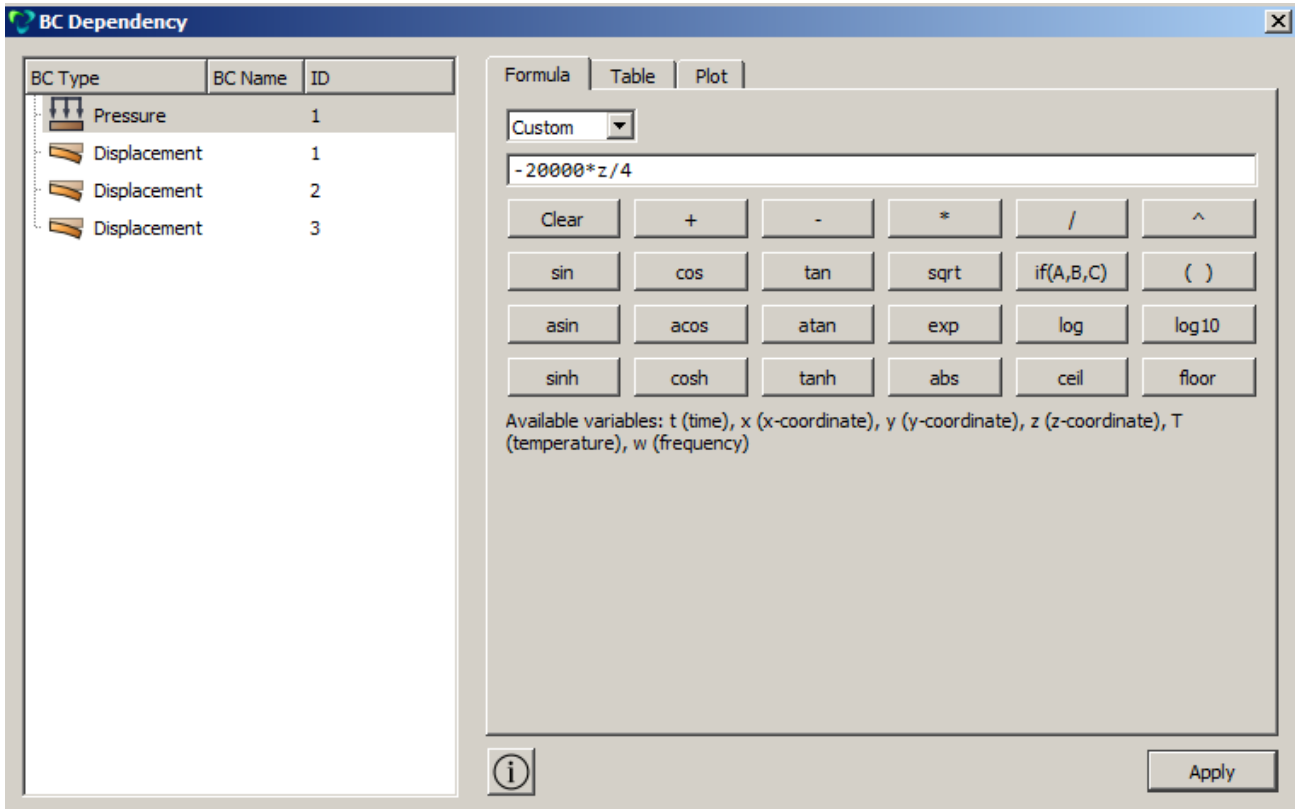 BC Dependency
BC Type BC Name ID
Pressure 1
Displacement 1
Displacement 2
Displacement 3
Formula Table Plot
Custom
-20000*z/4
Clear + - * / ^
sin cos tan sqrt if(A,B,C) ( )
asin acos atan exp log log10
sinh cosh tanh abs ceil floor
Available variables: t (time), x (x-coordinate), y (y-coordinate), z (z-coordinate), T
(temperature), w (frequency)
i
Apply